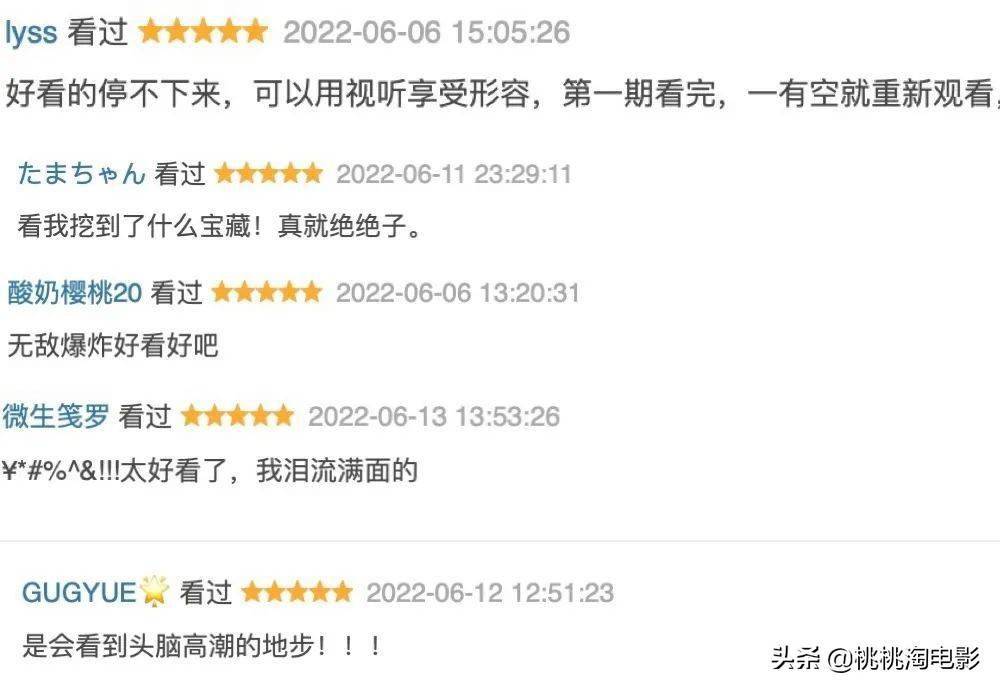 lyss 看过 ★★★★★ 2022-06-06 15:05:26
好看的停不下来，可以用视听享受形容，第一期看完，一有空就重新观看，
たまちゃん 看过 ★★★★★ 2022-06-11 23:29:11
看我挖到了什么宝藏！真就绝绝子。
酸奶樱桃20 看过 ★★★★★ 2022-06-06 13:20:31
无敌爆炸好看好吧
微生笺罗 看过 ★★★★★ 2022-06-13 13:53:26
¥*#%^&!!!太好看了，我泪流满面的
GUGYUE🌟 看过 ★★★★★ 2022-06-12 12:51:23
是会看到头脑高潮的地步！！！
头条 @桃桃淘电影